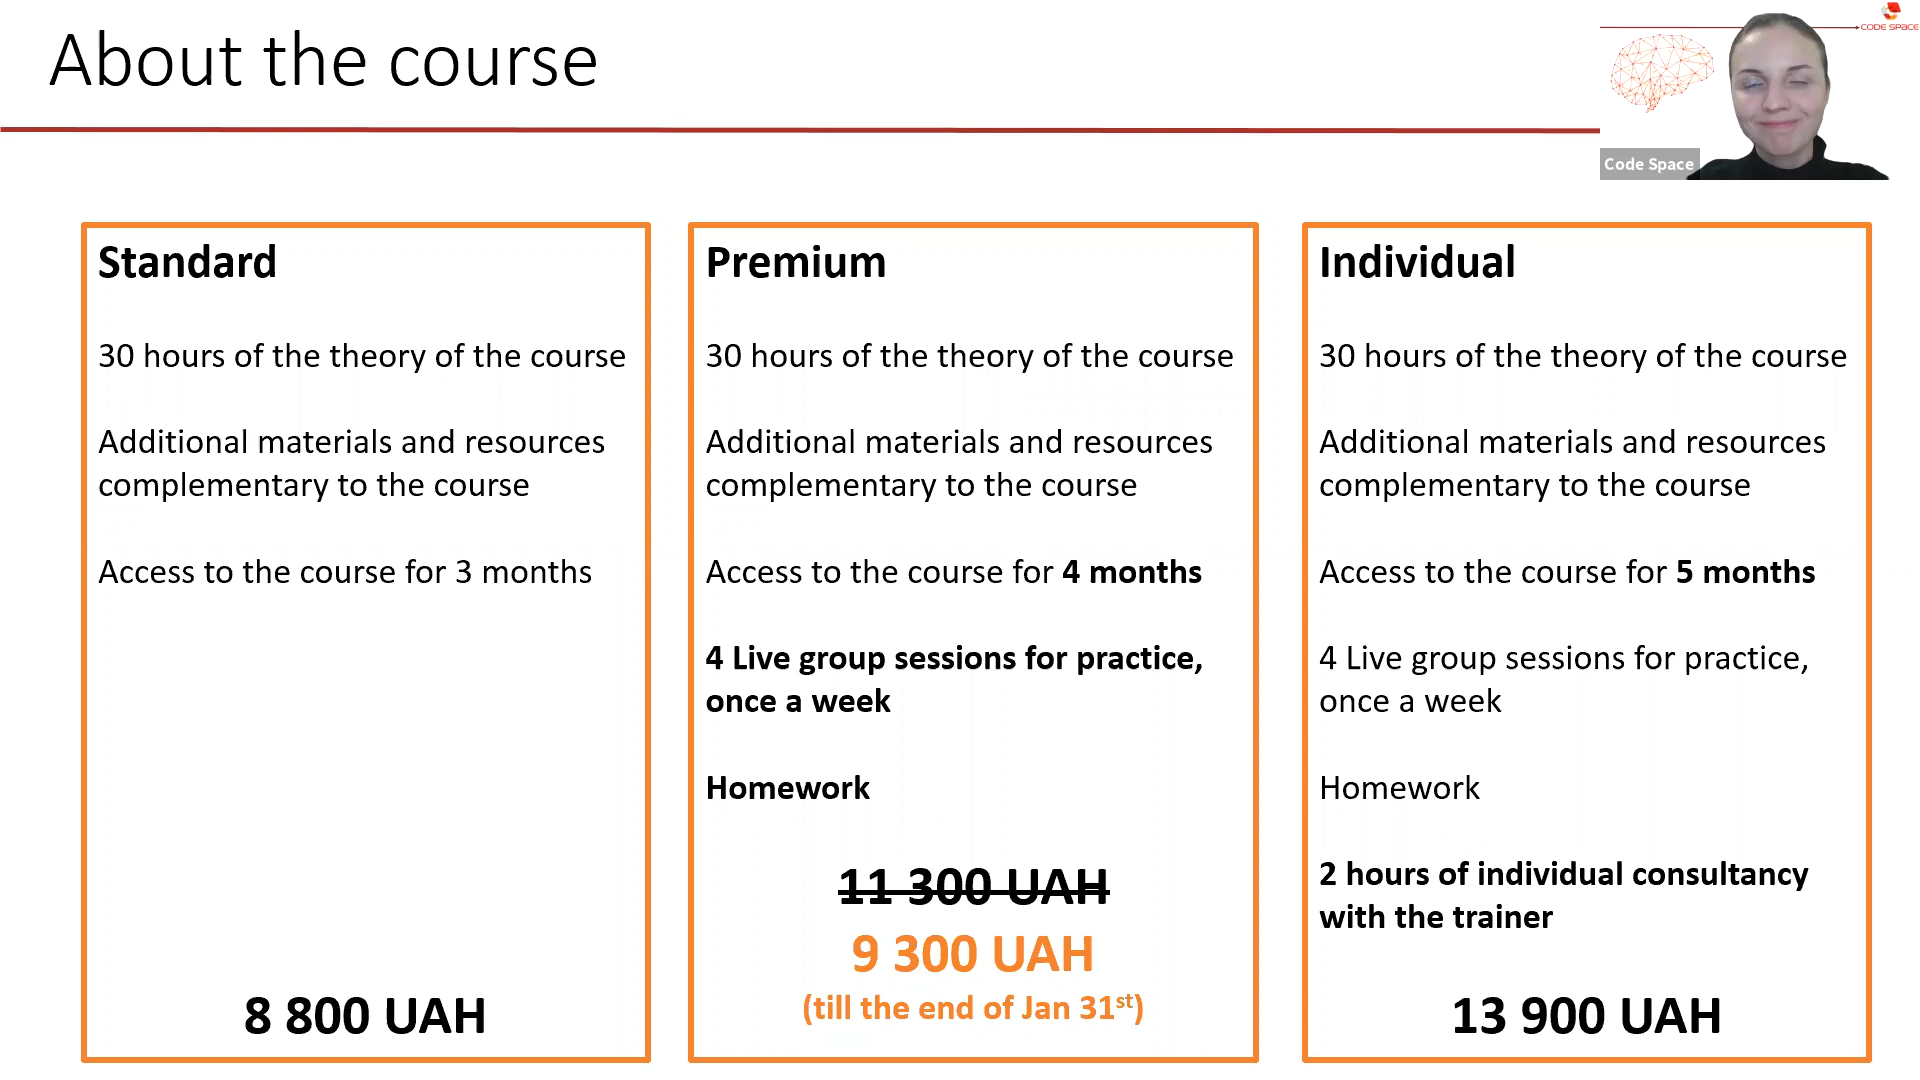 About the course
CODE SPACE
Code Space
Standard
30 hours of the theory of the course
Additional materials and resources
complementary to the course
Access to the course for 3 months
8 800 UAH
Premium
30 hours of the theory of the course
Additional materials and resources
complementary to the course
Access to the course for 4 months
4 Live group sessions for practice,
once a week
Homework
11 300 UAH
9 300 UAH
(till the end of Jan 31st)
Individual
30 hours of the theory of the course
Additional materials and resources
complementary to the course
Access to the course for 5 months
4 Live group sessions for practice,
once a week
Homework
2 hours of individual consultancy
with the trainer
13 900 UAH